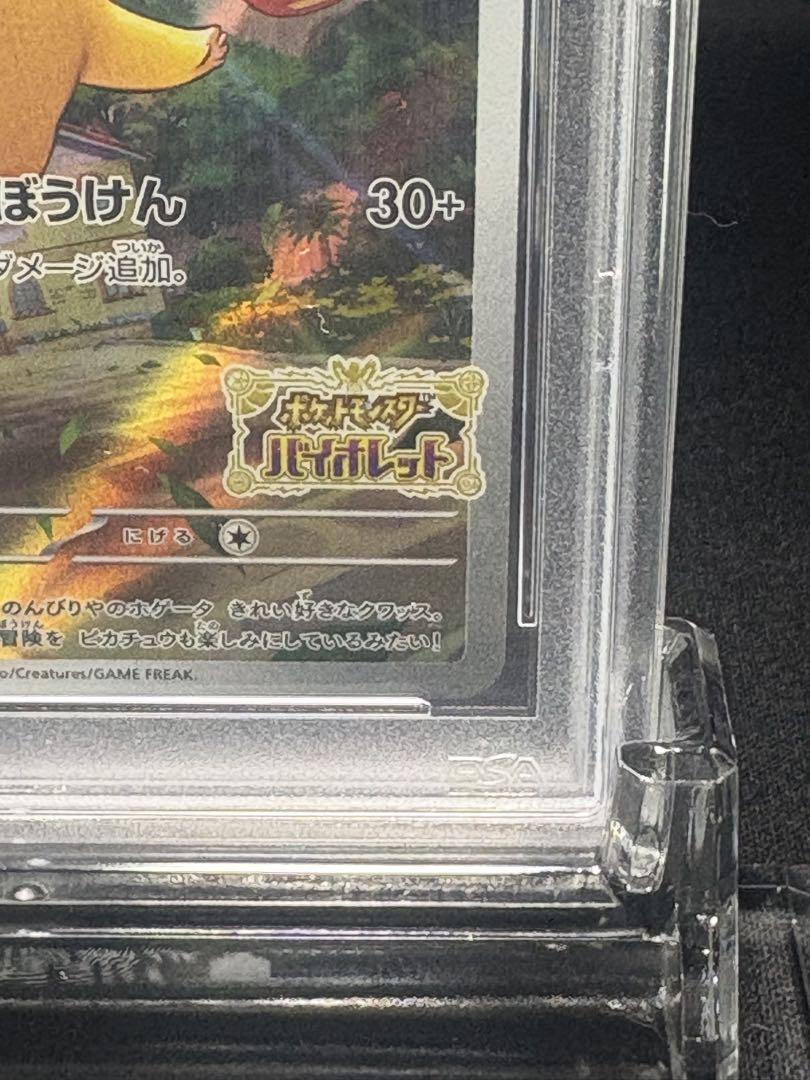 ぼうけん 30+
ついか
ダメージ追加。
ポケットモンスター
バイオレット
にげる
ず
のんびりやのホゲータ きれい好きなクワッス。
ぼうけん たの
冒険を ピカチュウも楽しみにしているみたい!
o/Creatures/GAME FREAK.
PSA